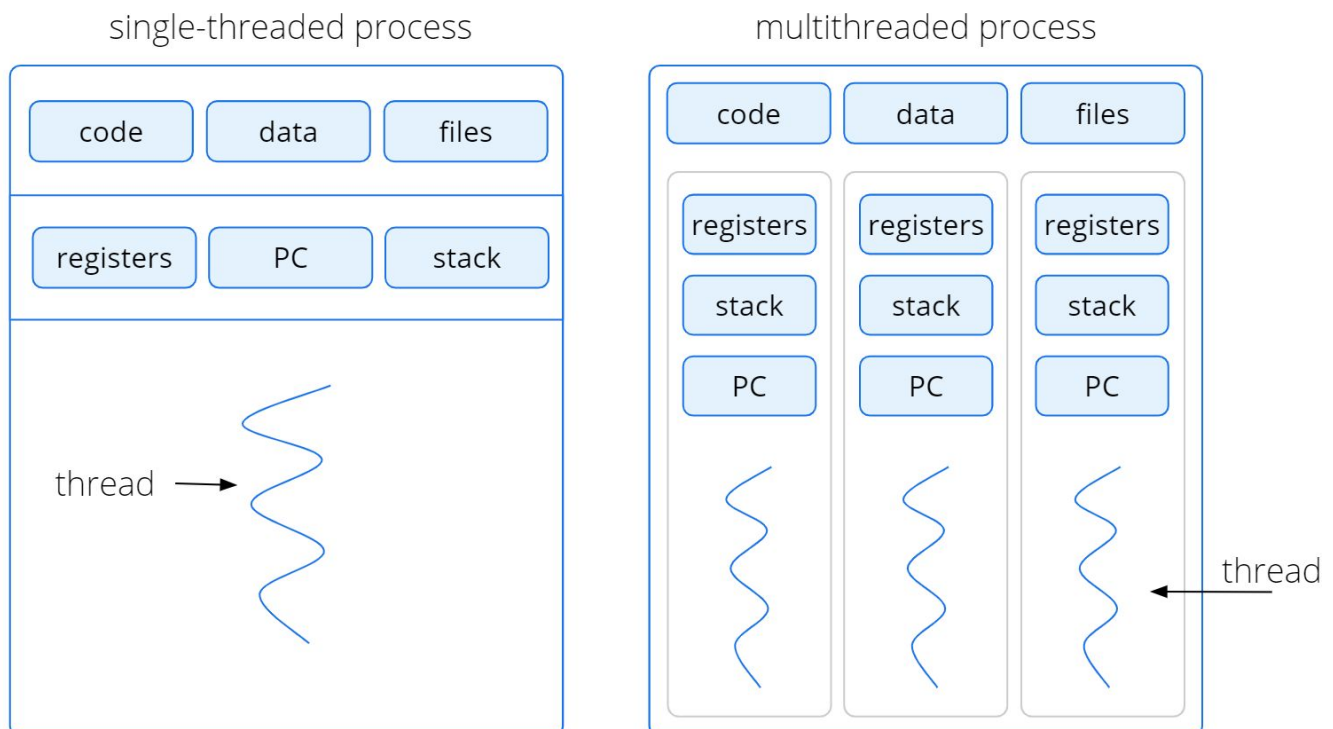 single-threaded process
multithreaded process
code data files
registers PC stack
thread
code data files
registers registers registers
stack stack stack
PC PC PC
thread